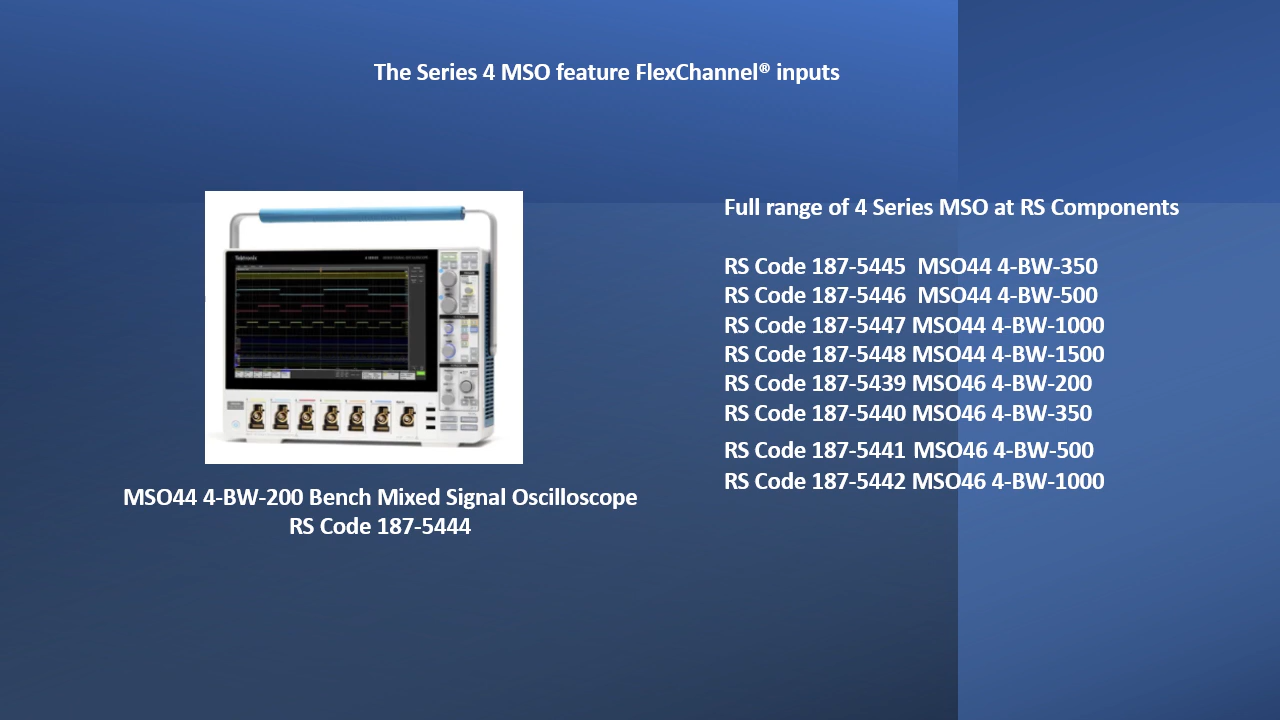 The Series 4 MSO feature FlexChannel® inputs
Tektronix
4 SERIES
MSO44 4-BW-200 Bench Mixed Signal Oscilloscope
RS Code 187-5444
Full range of 4 Series MSO at RS Components
RS Code 187-5445 MSO44 4-BW-350
RS Code 187-5446 MSO44 4-BW-500
RS Code 187-5447 MSO44 4-BW-1000
RS Code 187-5448 MSO44 4-BW-1500
RS Code 187-5439 MSO46 4-BW-200
RS Code 187-5440 MSO46 4-BW-350
RS Code 187-5441 MSO46 4-BW-500
RS Code 187-5442 MSO46 4-BW-1000